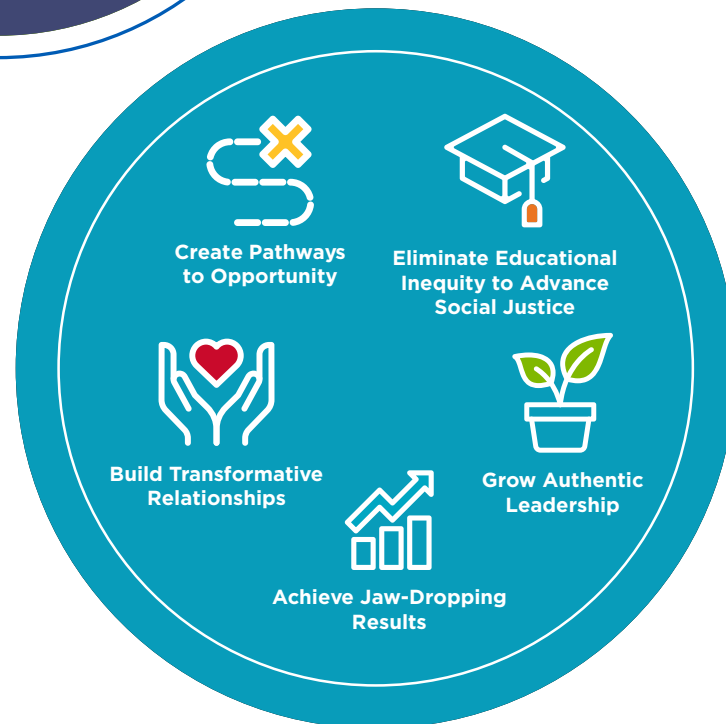 Create Pathways
to Opportunity
Eliminate Educational
Inequity to Advance
Social Justice
Build Transformative
Relationships
Grow Authentic
Leadership
Achieve Jaw-Dropping
Results